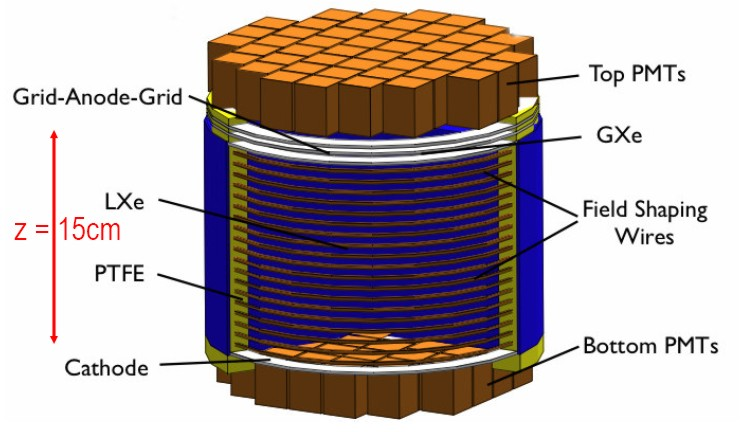 Top PMTs
Grid-Anode-Grid
GXe
LXe
z = 15cm
Field Shaping
Wires
PTFE
Bottom PMTs
Cathode